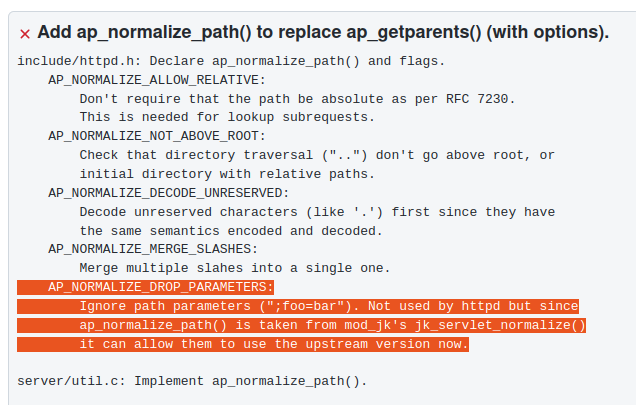 × Add ap_normalize_path() to replace ap_getparents() (with options).
include/httpd.h: Declare ap_normalize_path() and flags.
AP_NORMALIZE_ALLOW_RELATIVE:
Don't require that the path be absolute as per RFC 7230.
This is needed for lookup subrequests.
AP_NORMALIZE_NOT_ABOVE_ROOT:
Check that directory traversal ("..") don't go above root, or
initial directory with relative paths.
AP_NORMALIZE_DECODE_UNRESERVED:
Decode unreserved characters (like '.') first since they have
the same semantics encoded and decoded.
AP_NORMALIZE_MERGE_SLASHES:
Merge multiple slahes into a single one.
AP_NORMALIZE_DROP_PARAMETERS:
Ignore path parameters (";foo=bar"). Not used by httpd but since
ap_normalize_path() is taken from mod_jk's jk_servlet_normalize()
it can allow them to use the upstream version now.
server/util.c: Implement ap_normalize_path().